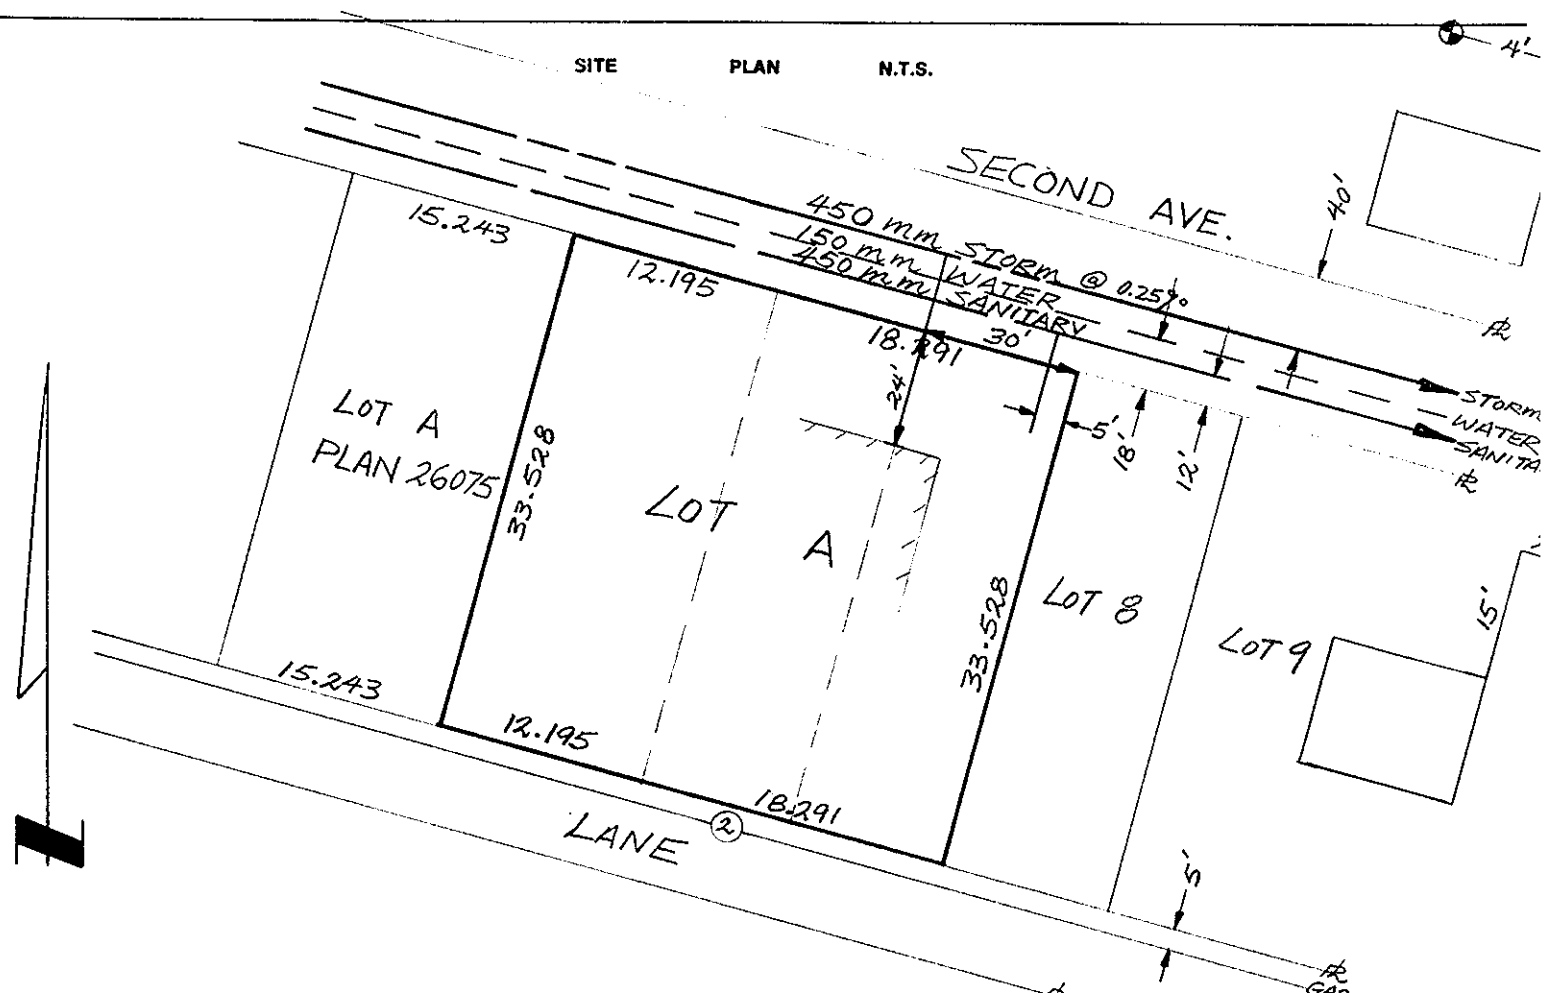 4'
SITE PLAN N.T.S.
SECOND AVE.
40'
450 mm STORM @ 0.25%
150 mm WATER
450 mm SANITARY
15.243
12.195
18.291
30'
24'
5'
18'
12'
STORM
WATER
SANITA
LOT A
PLAN 26075
33.528
LOT A
33.528
LOT 8
LOT 9
15'
15.243
12.195
18.291
2
LANE
5'